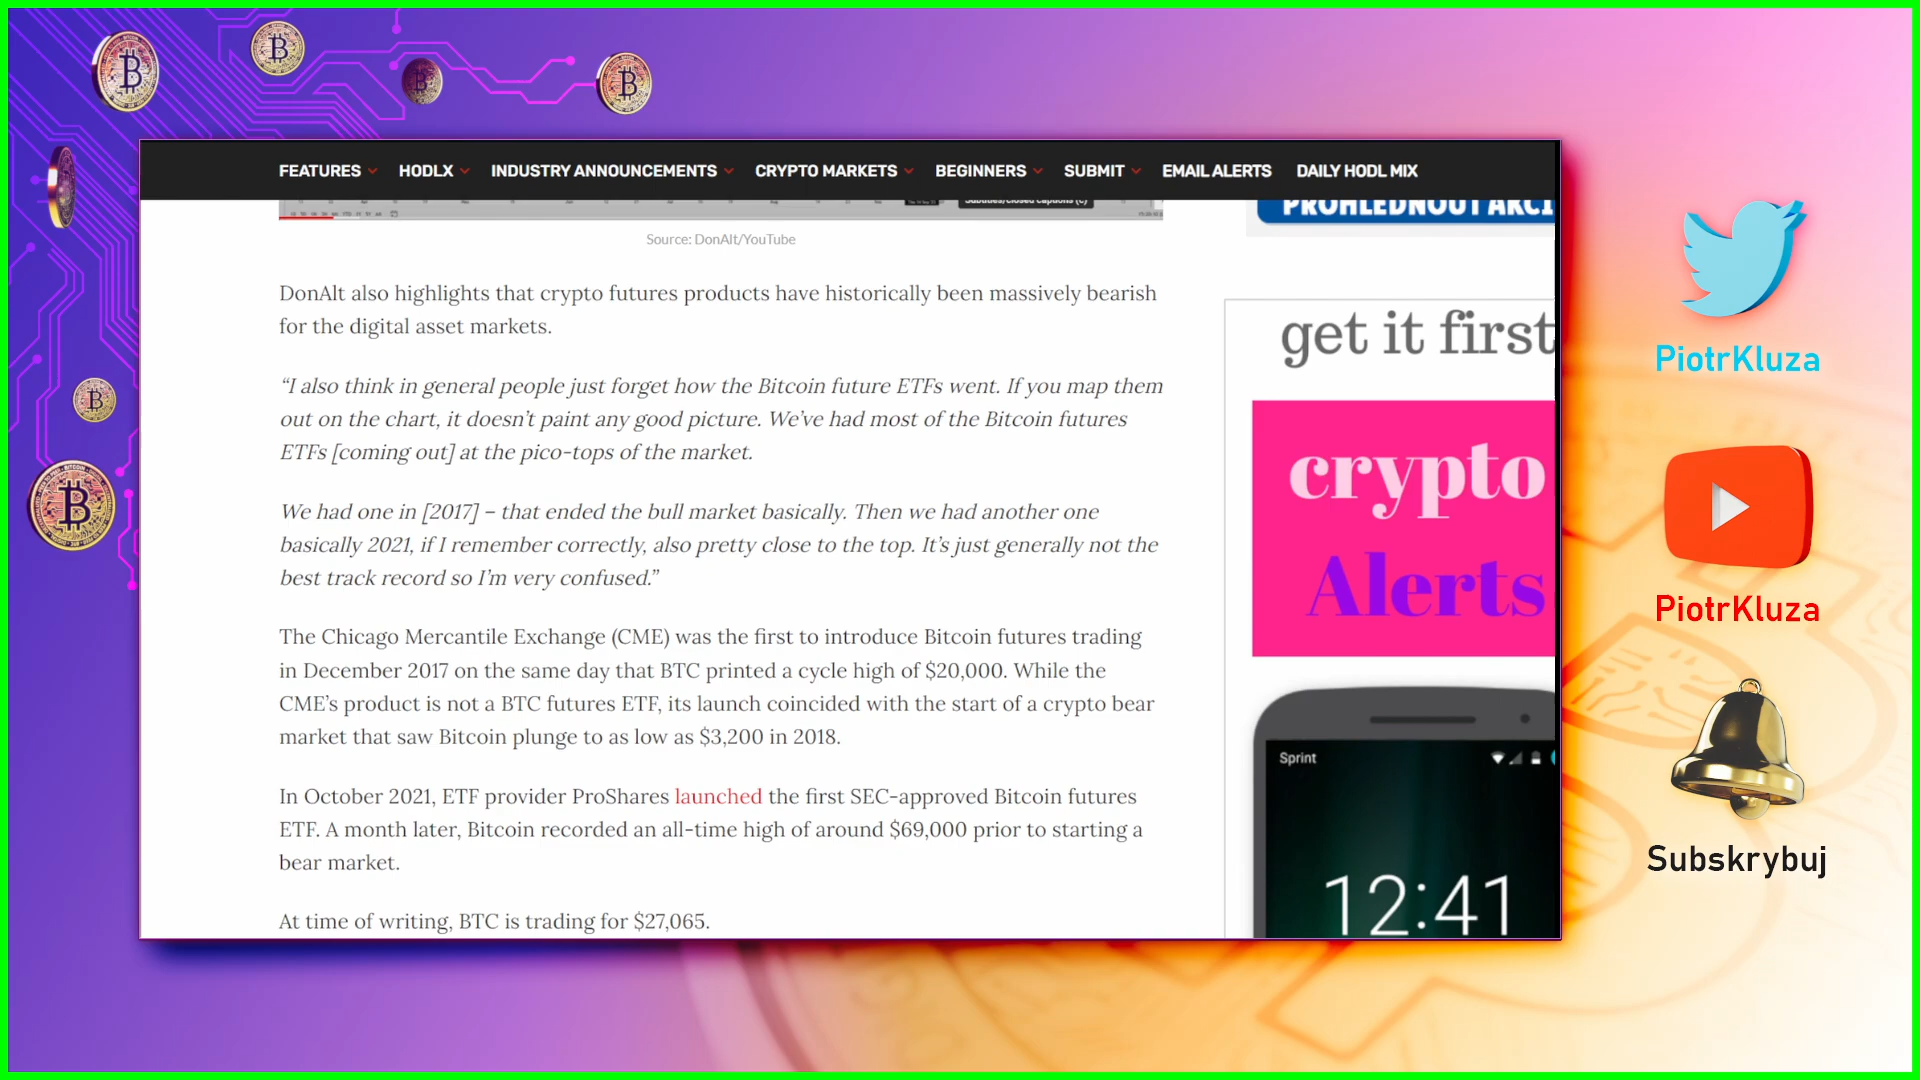 FEATURES HODLX INDUSTRY ANNOUNCEMENTS CRYPTO MARKETS BEGINNERS SUBMIT EMAIL ALERTS DAILY HODL MIX
Subtitles/closed captions (c)
PROHLÉDNOUT AKCI
Source: DonAlt/YouTube
DonAlt also highlights that crypto futures products have historically been massively bearish
for the digital asset markets.
“I also think in general people just forget how the Bitcoin future ETFs went. If you map them
out on the chart, it doesn’t paint any good picture. We’ve had most of the Bitcoin futures
ETFs [coming out] at the pico-tops of the market.
We had one in [2017] – that ended the bull market basically. Then we had another one
basically 2021, if I remember correctly, also pretty close to the top. It’s just generally not the
best track record so I’m very confused.”
The Chicago Mercantile Exchange (CME) was the first to introduce Bitcoin futures trading
in December 2017 on the same day that BTC printed a cycle high of $20,000. While the
CME’s product is not a BTC futures ETF, its launch coincided with the start of a crypto bear
market that saw Bitcoin plunge to as low as $3,200 in 2018.
In October 2021, ETF provider ProShares launched the first SEC-approved Bitcoin futures
ETF. A month later, Bitcoin recorded an all-time high of around $69,000 prior to starting a
bear market.
At time of writing, BTC is trading for $27,065.
get it first
crypto
Alerts
Sprint
12:41
PiotrKluza
PiotrKluza
Subskrybuj